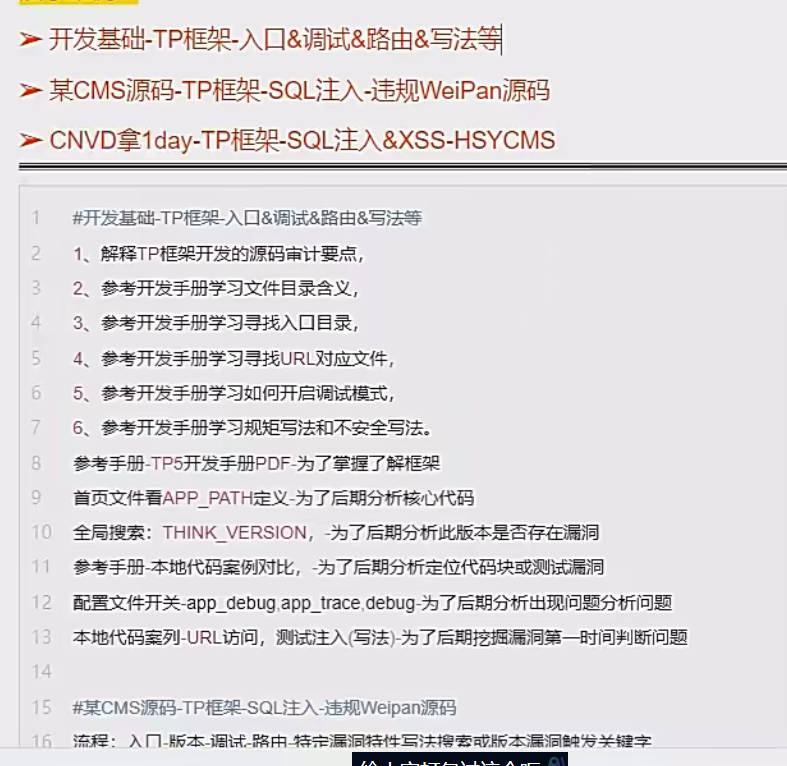 ➢ 开发基础-TP框架-入口&调试&路由&写法等
➢ 某CMS源码-TP框架-SQL注入-违规WeiPan源码
➢ CNVD拿1day-TP框架-SQL注入&XSS-HSYCMS
1 #开发基础-TP框架-入口&调试&路由&写法等
2 1、解释TP框架开发的源码审计要点,
3 2、参考开发手册学习文件目录含义,
4 3、参考开发手册学习寻找入口目录,
5 4、参考开发手册学习寻找URL对应文件,
6 5、参考开发手册学习如何开启调试模式,
7 6、参考开发手册学习规矩写法和不安全写法。
8 参考手册-TP5开发手册PDF-为了掌握了解框架
9 首页文件看APP_PATH定义-为了后期分析核心代码
10 全局搜索：THINK_VERSION，-为了后期分析此版本是否存在漏洞
11 参考手册-本地代码案例对比，-为了后期分析定位代码块或测试漏洞
12 配置文件开关-app_debug,app_trace,debug-为了后期分析出现问题分析问题
13 本地代码案列-URL访问，测试注入(写法)-为了后期挖掘漏洞第一时间判断问题
14
15 #某CMS源码-TP框架-SQL注入-违规Weipan源码
16 流程：入口-版本-调试-路由-特定漏洞特性写法搜索或版本漏洞触发关键字